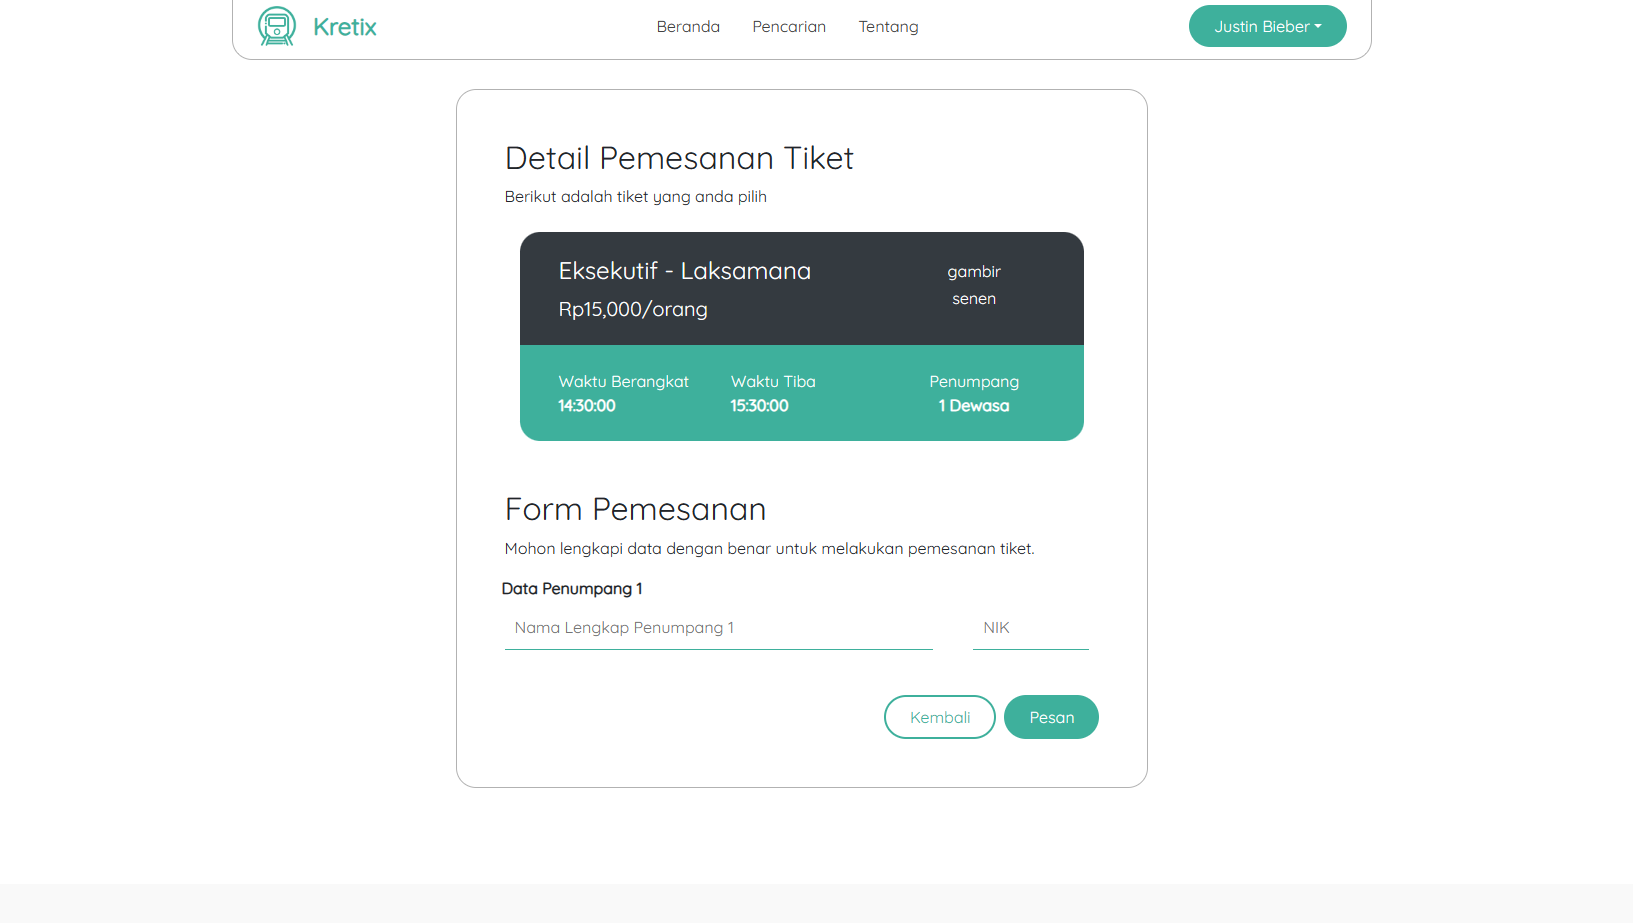 Kretix
Beranda
Pencarian
Tentang
Justin Bieber
Detail Pemesanan Tiket
Berikut adalah tiket yang anda pilih
Eksekutif - Laksamana
gambir
Rp15,000/orang
senen
Waktu Berangkat
Waktu Tiba
Penumpang
14:30:00
15:30:00
1 Dewasa
Form Pemesanan
Mohon lengkapi data dengan benar untuk melakukan pemesanan tiket.
Data Penumpang 1
Nama Lengkap Penumpang 1
NIK
Kembali
Pesan